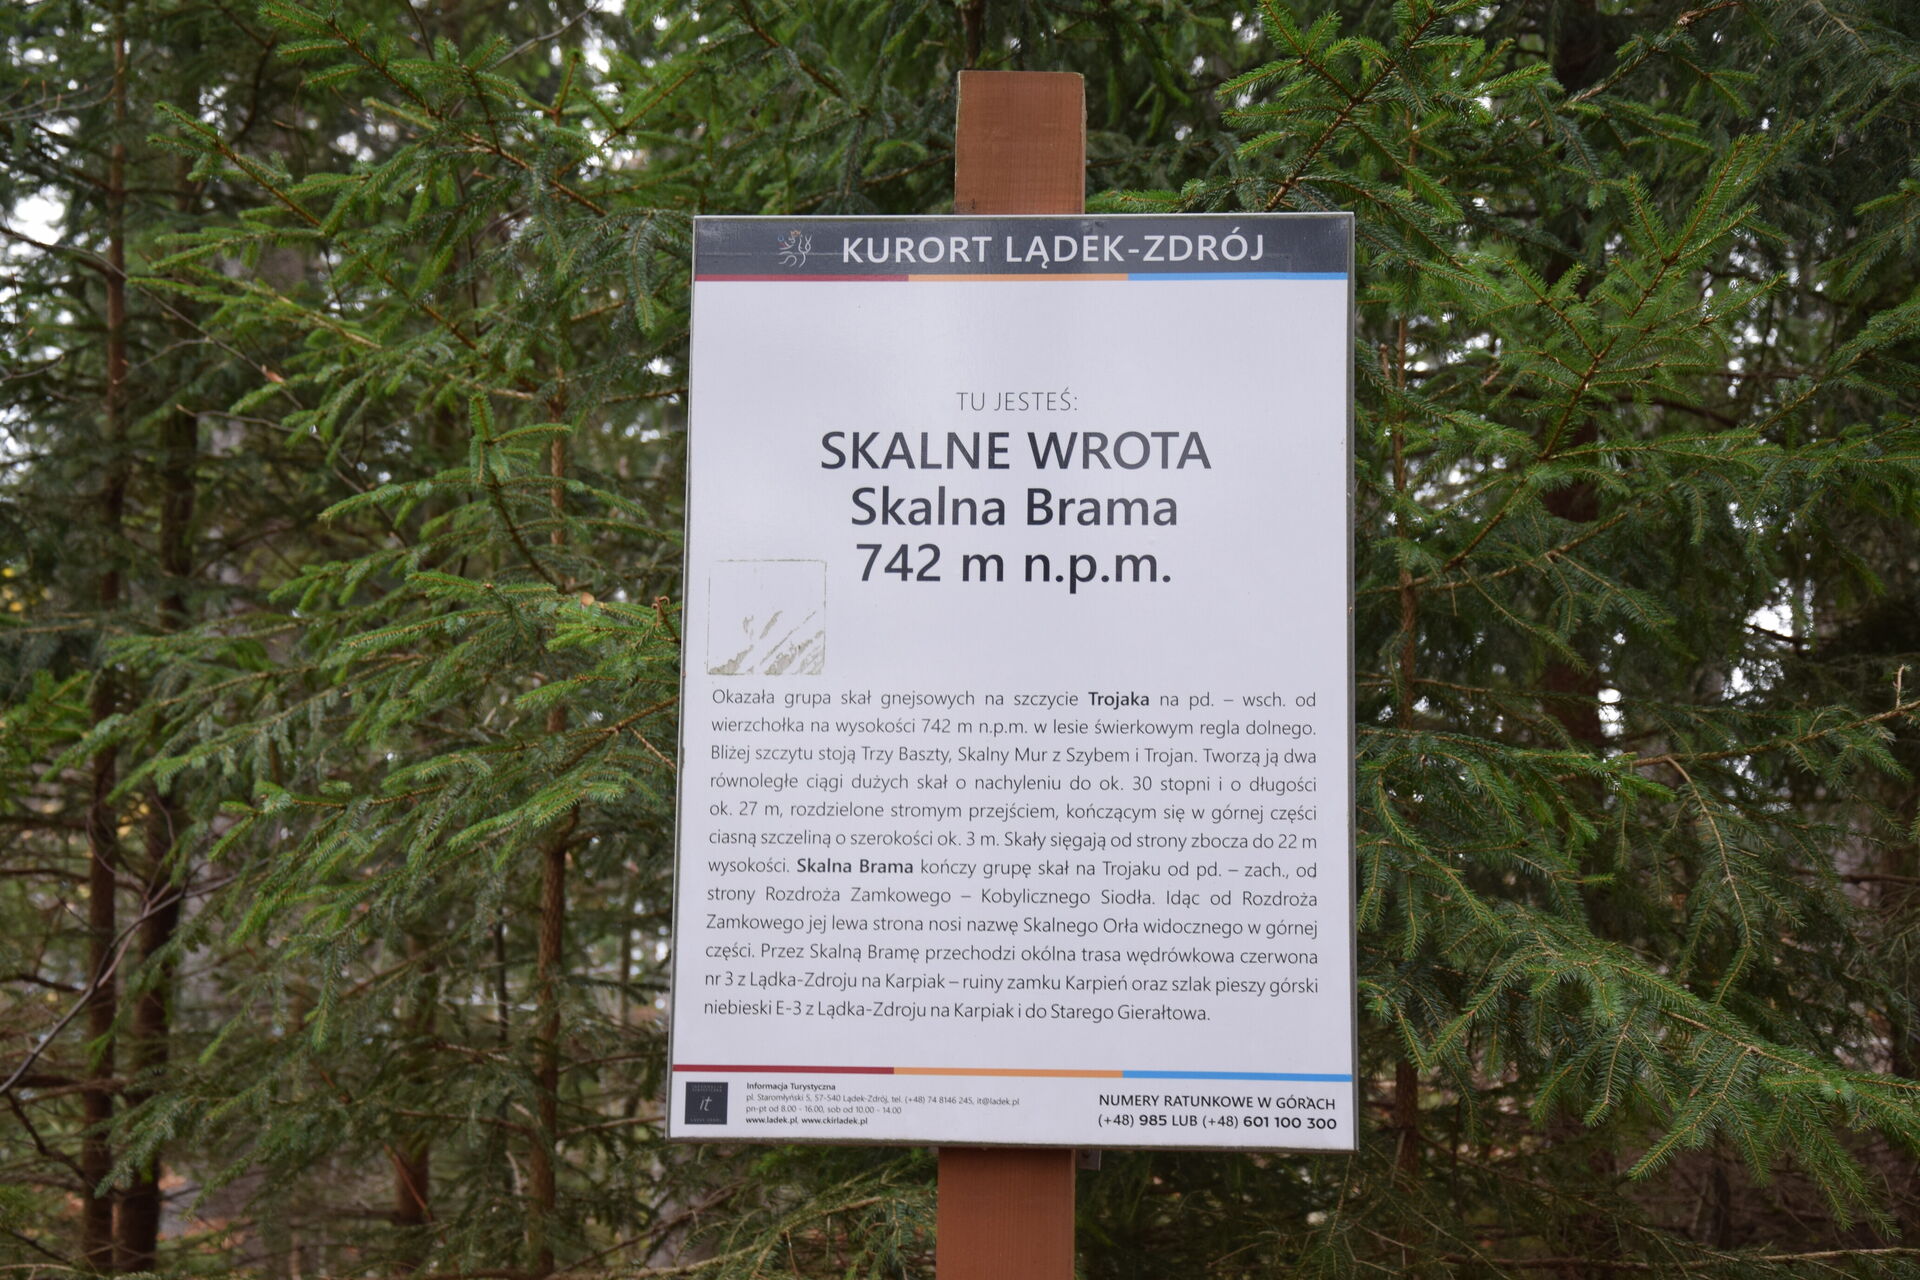 KURORT LĄDEK-ZDRÓJ
TU JESTEŚ:
SKALNE WROTA
Skalna Brama
742 m n.p.m.
Okazała grupa skał gnejsowych na szczycie Trojaka na pd. – wsch. od
wierzchołka na wysokości 742 m n.p.m. w lesie świerkowym regla dolnego.
Bliżej szczytu stoją Trzy Baszty, Skalny Mur z Szybem i Trojan. Tworzą ją dwa
równoległe ciągi dużych skał o nachyleniu do ok. 30 stopni i o długości
ok. 27 m, rozdzielone stromym przejściem, kończącym się w górnej części
ciasną szczeliną o szerokości ok. 3 m. Skały sięgają od strony zbocza do 22 m
wysokości. Skalna Brama kończy grupę skał na Trojaku od pd. – zach., od
strony Rozdroża Zamkowego – Kobylicznego Siodła. Idąc od Rozdroża
Zamkowego jej lewa strona nosi nazwę Skalnego Orła widocznego w górnej
części. Przez Skalną Bramę przechodzi okólna trasa wędrówkowa czerwona
nr 3 z Lądka-Zdroju na Karpiak – ruiny zamku Karpień oraz szlak pieszy górski
niebieski E-3 z Lądka-Zdroju na Karpiak i do Starego Gierałtowa.
it
Informacja Turystyczna
pl. Staromłyński 5, 57-540 Lądek-Zdrój, tel. (+48) 74 8146 245, it@ladek.pl
pn-pt od 8.00 - 16.00, sob od 10.00 - 14.00
www.ladek.pl, www.ckirladek.pl
NUMERY RATUNKOWE W GÓRACH
(+48) 985 LUB (+48) 601 100 300